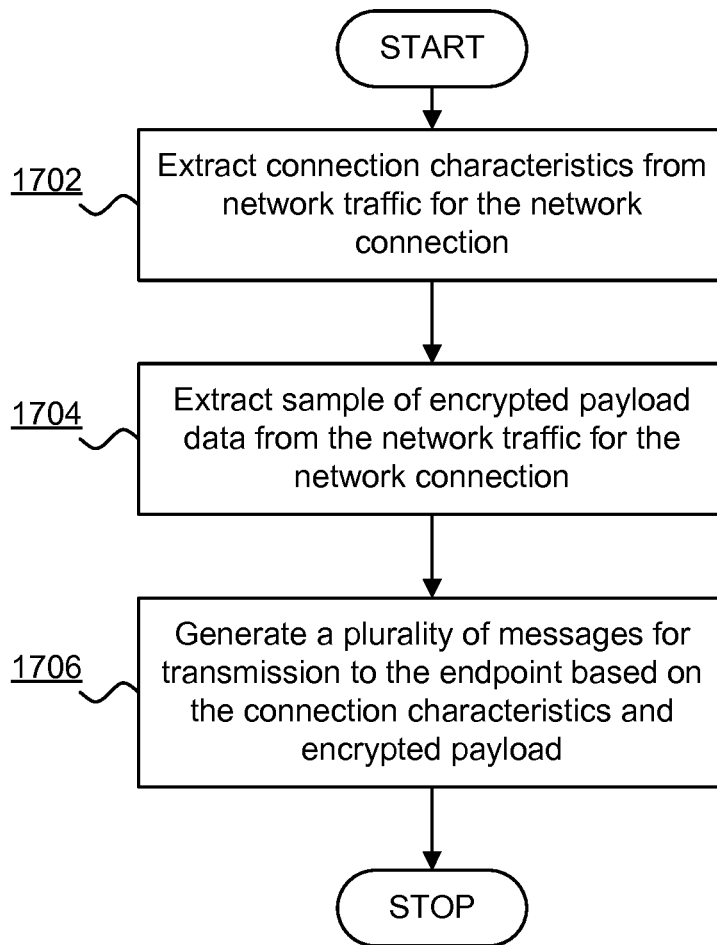 START
1702
Extract connection characteristics from
network traffic for the network
connection
1704
Extract sample of encrypted payload
data from the network traffic for the
network connection
1706
Generate a plurality of messages for
transmission to the endpoint based on
the connection characteristics and
encrypted payload
STOP